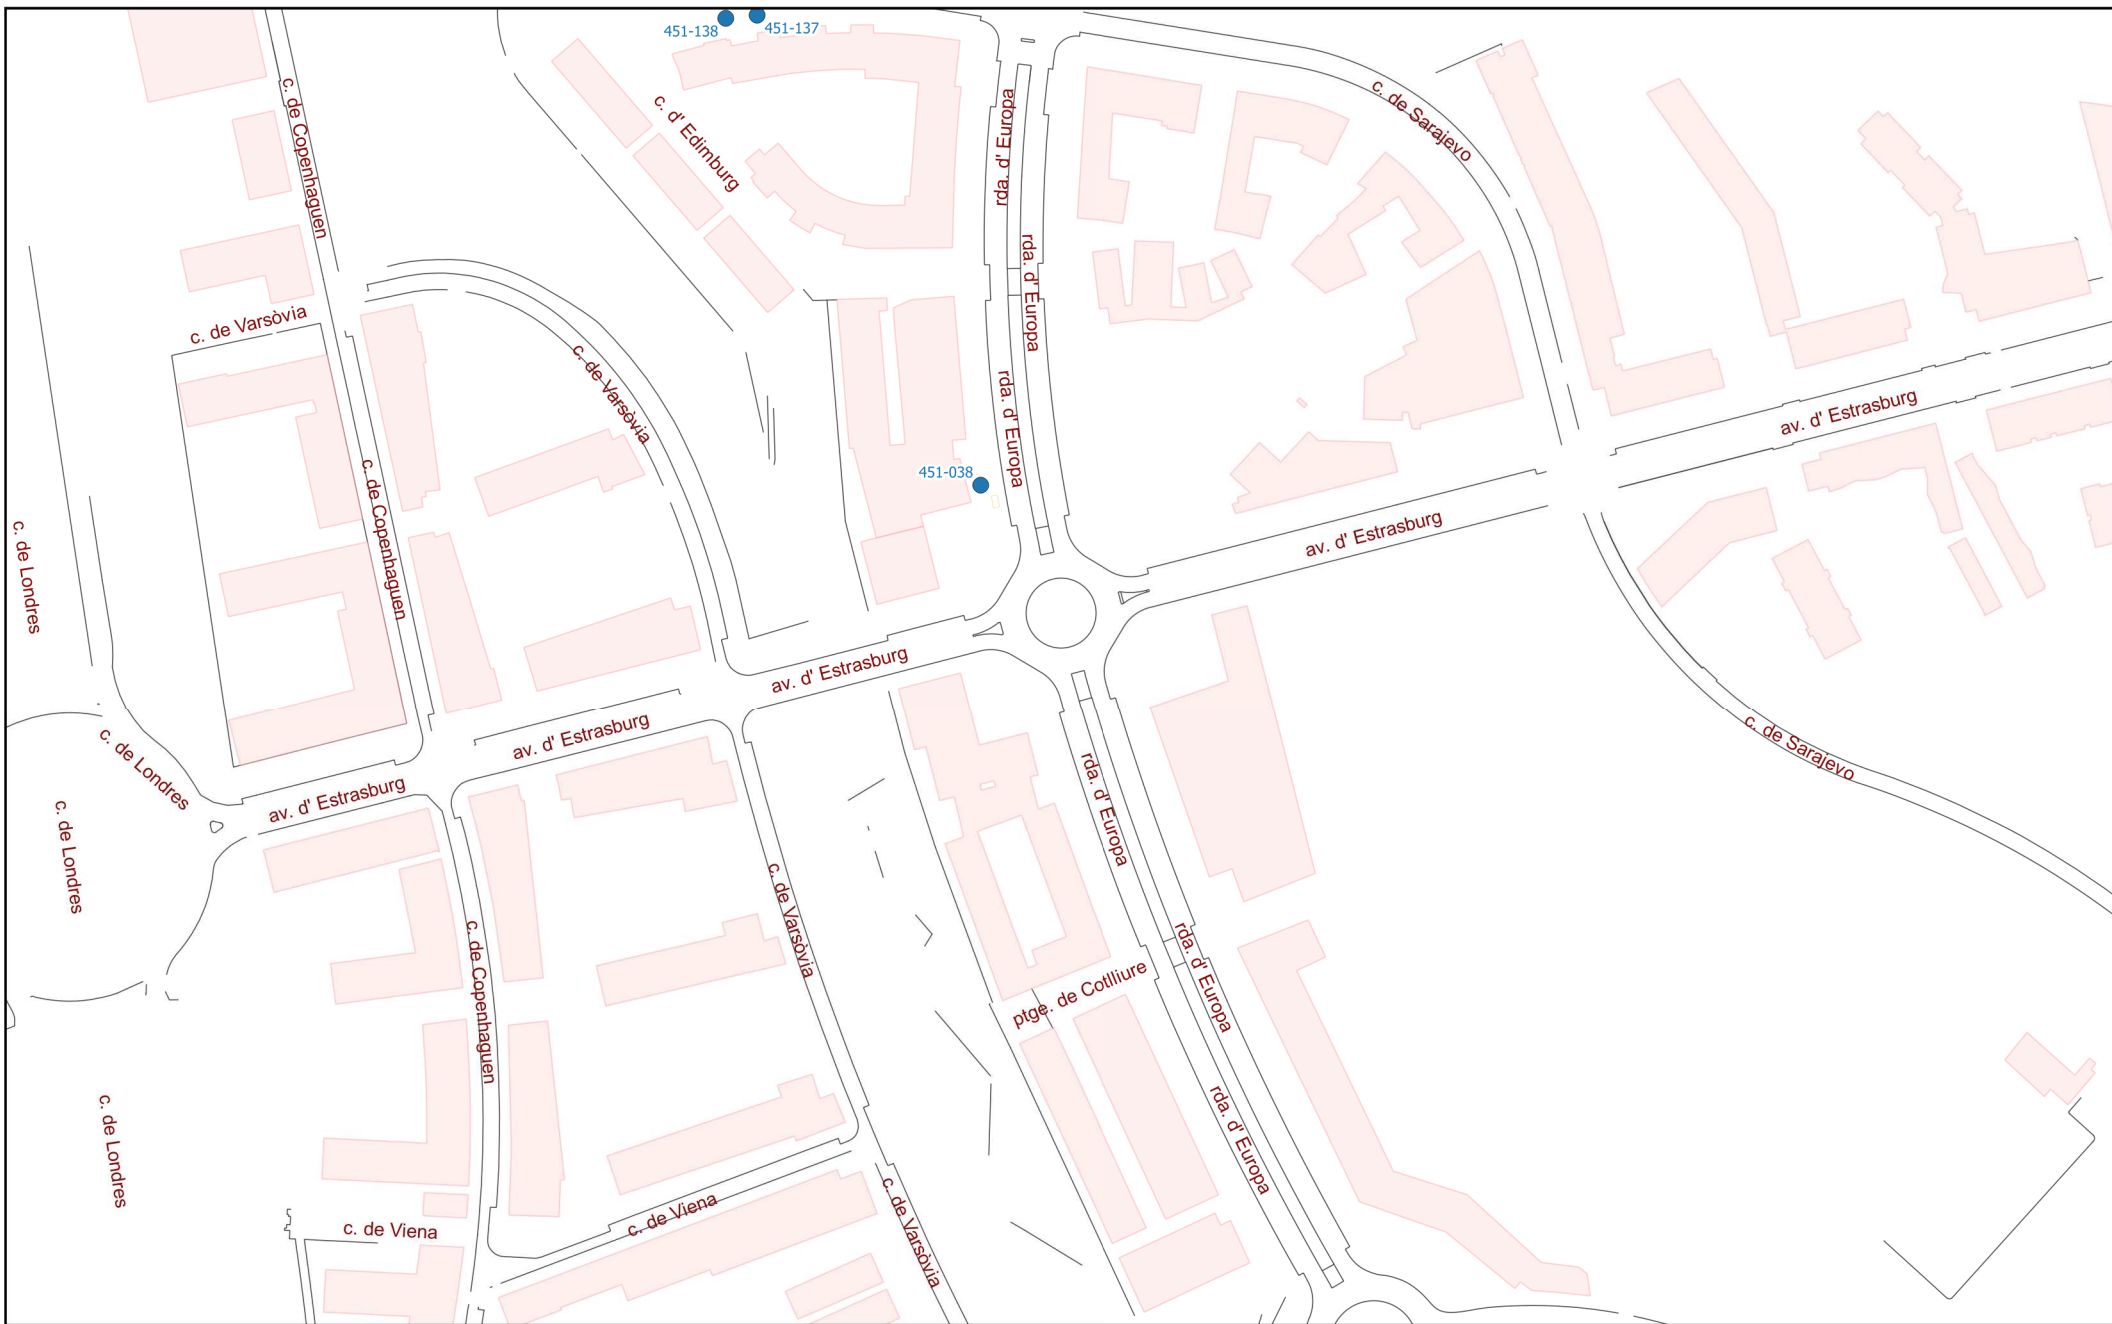 451-138
451-137
c. de Copenhaguen
c. d' Edimburg
rda. d' Europa
c. de Sarajevo
rda. d' Europa
c. de Varsòvia
c. de Varsòvia
rda. d' Europa
av. d' Estrasburg
451-038
c. de Copenhaguen
av. d' Estrasburg
c. de Londres
av. d' Estrasburg
av. d' Estrasburg
c. de Londres
c. de Sarajevo
av. d' Estrasburg
rda. d' Europa
c. de Londres
c. de Varsòvia
c. de Copenhaguen
rda. d' Europa
ptge. de Cotlliure
c. de Londres
rda. d' Europa
c. de Viena
c. de Viena
c. de Varsòvia